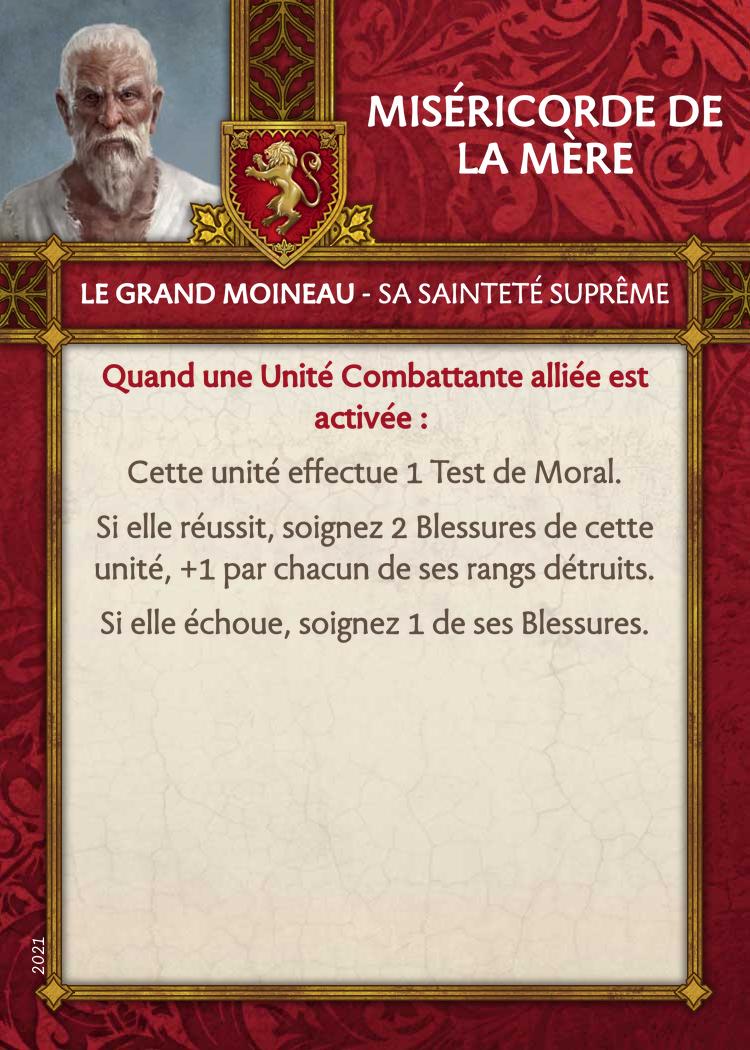 MISÉRICORDE DE
LA MÈRE
LE GRAND MOINEAU - SA SAINTETÉ SUPRÊME
Quand une Unité Combattante alliée est
activée :
Cette unité effectue 1 Test de Moral.
Si elle réussit, soignez 2 Blessures de cette
unité, +1 par chacun de ses rangs détruits.
Si elle échoue, soignez 1 de ses Blessures.
2021